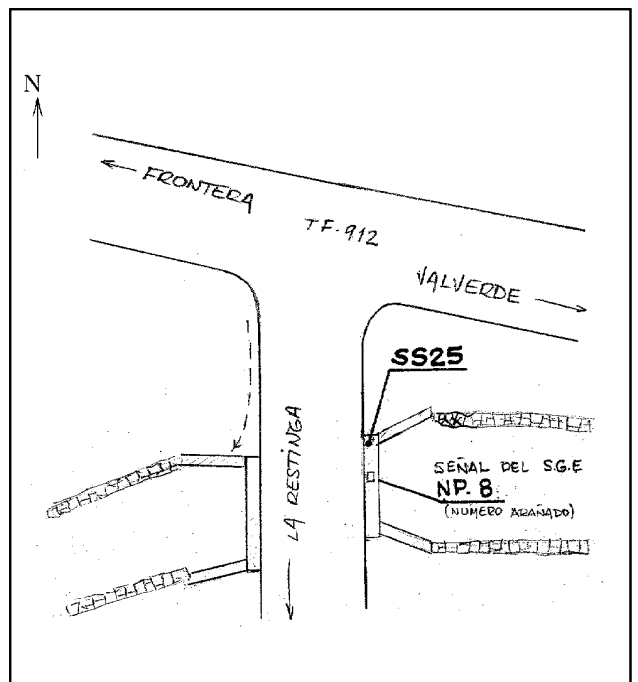 N
← FRONTERA
TF-912
VALVERDE →
SS25
LA RESTINGA
SEÑAL DEL S.G.E
NP. 8
(NUMERO ARAÑADO)